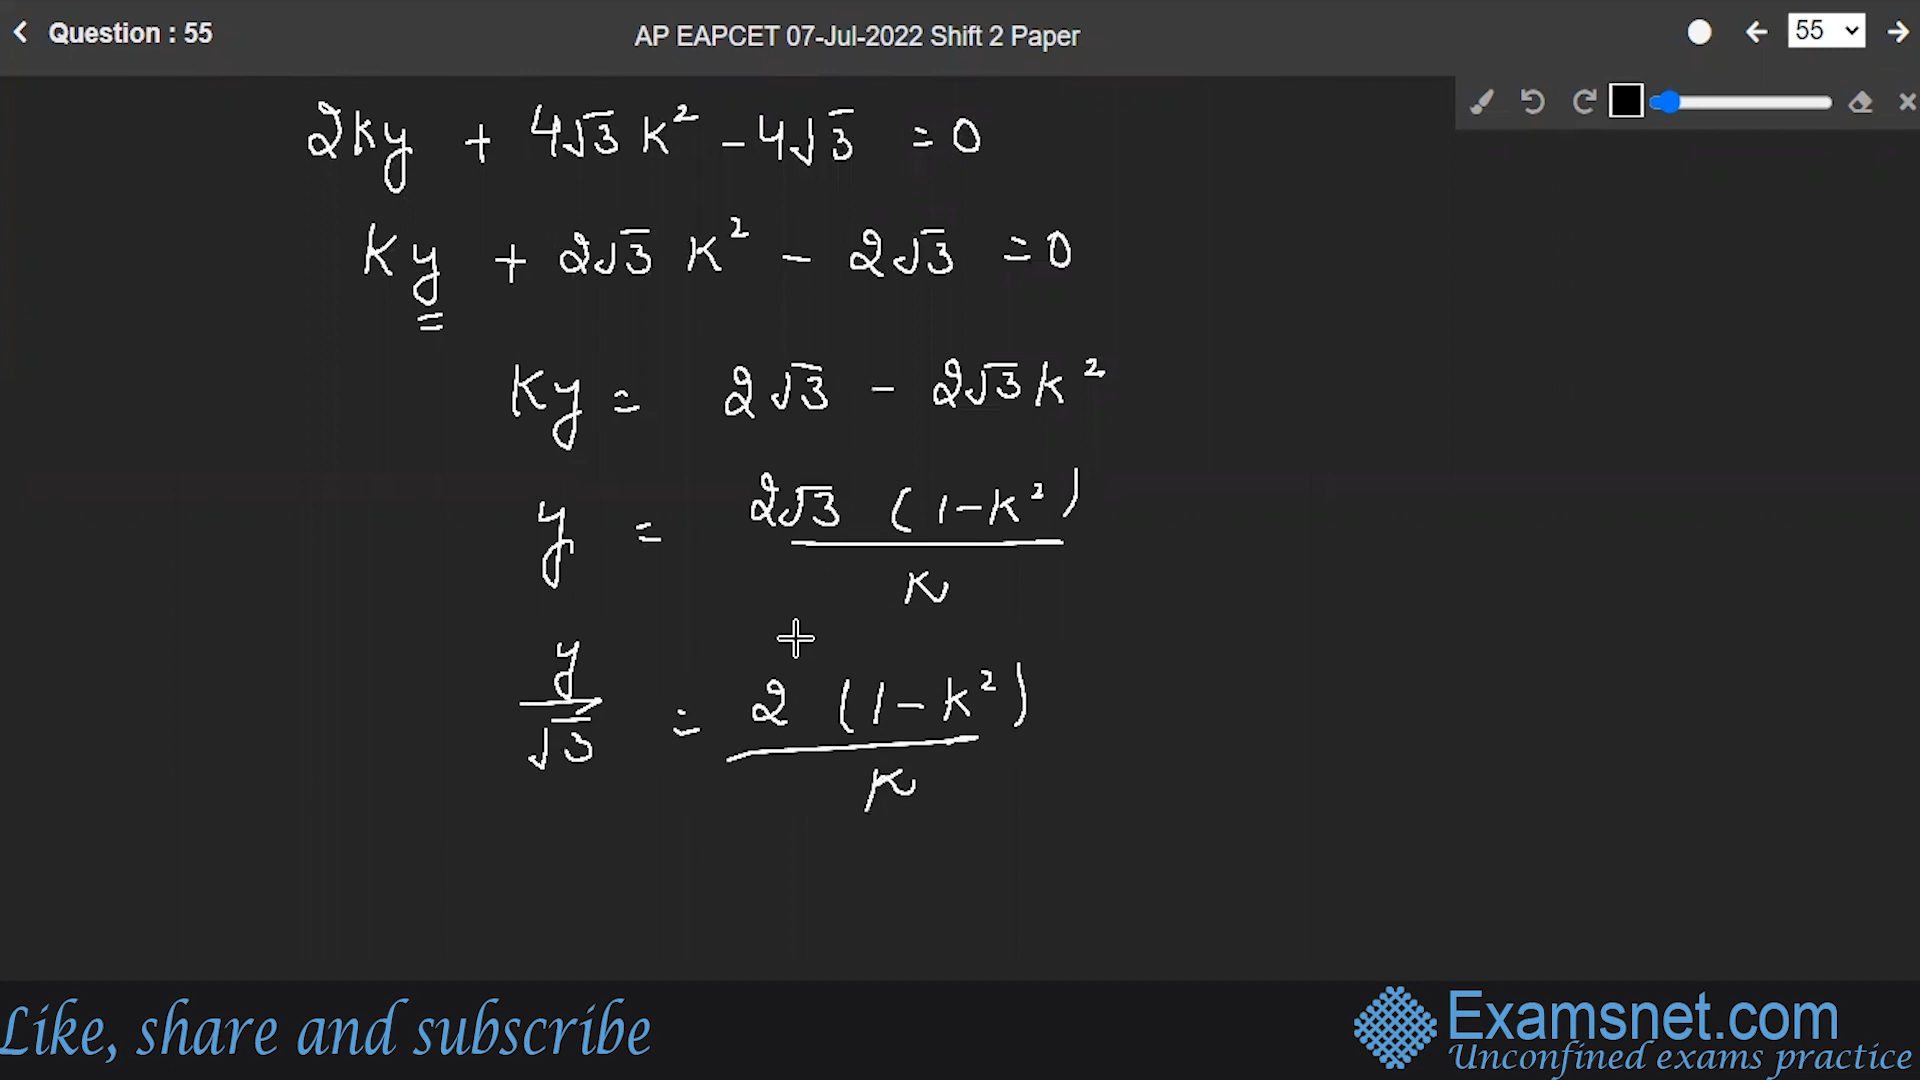 Question : 55
AP EAPCET 07-Jul-2022 Shift 2 Paper
55
2ky + 4√3 k² - 4√3 = 0
ky + 2√3 k² - 2√3 = 0
ky = 2√3 - 2√3 k²
y = 2√3 (1-k²)
k
y = 2 (1-k²)
√3 k
Like, share and subscribe
Examsnet.com
Unconfined exams practice